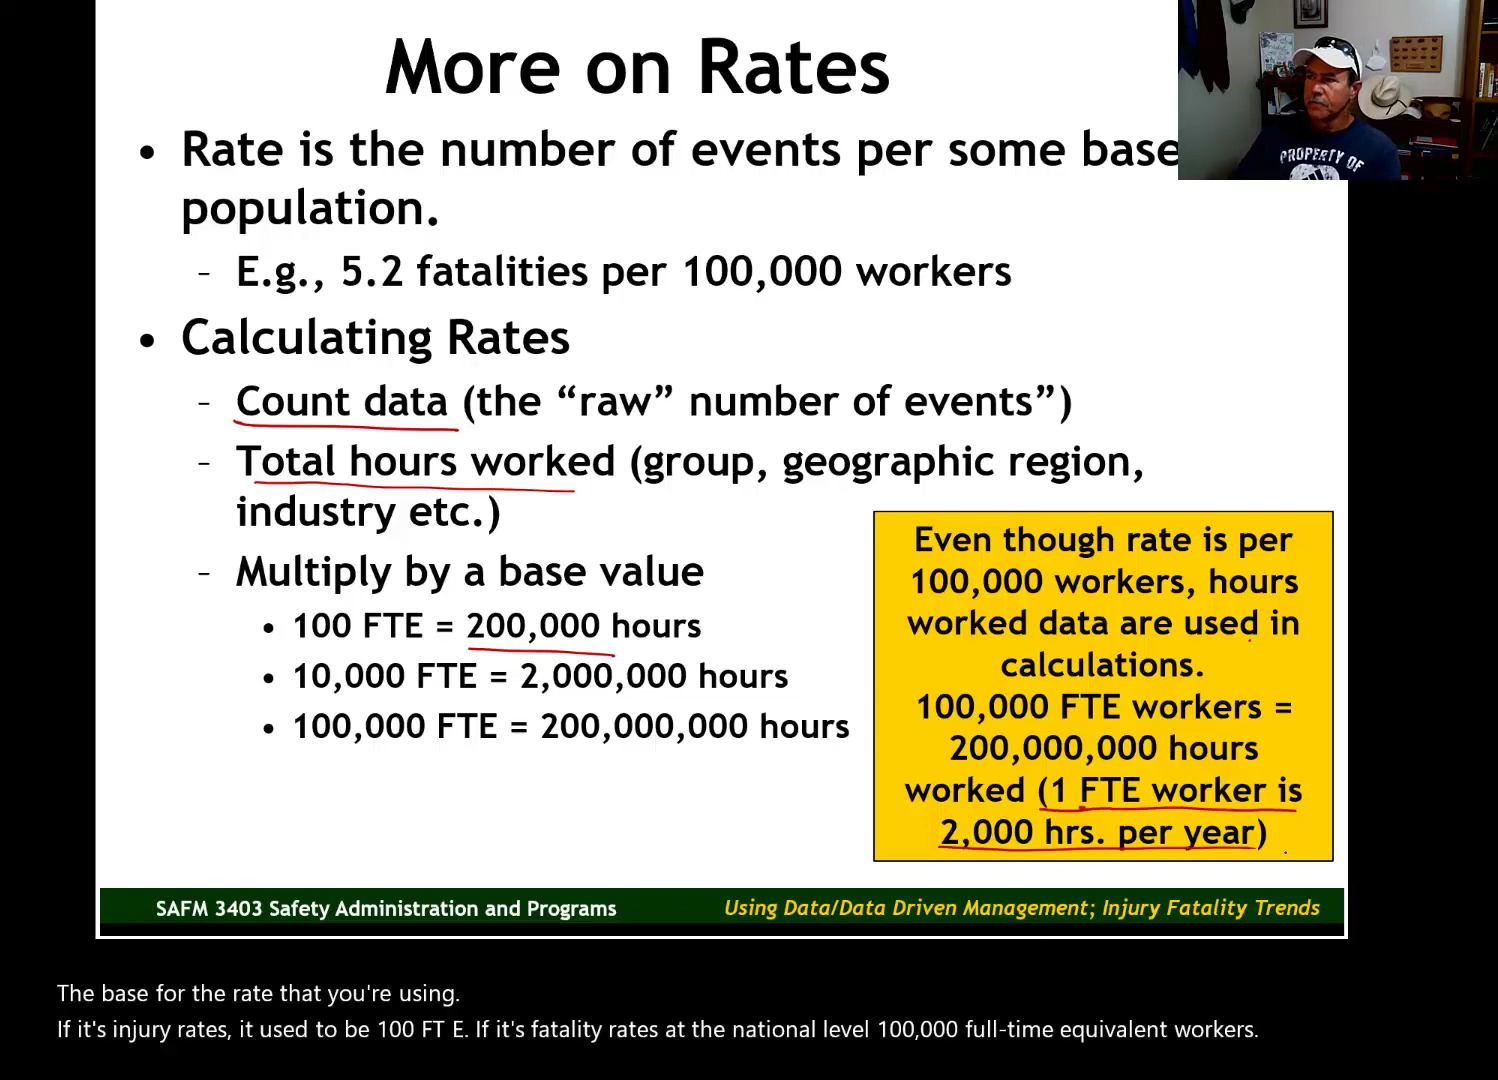 More on Rates
• Rate is the number of events per some base
population.
– E.g., 5.2 fatalities per 100,000 workers
• Calculating Rates
– Count data (the “raw” number of events”)
– Total hours worked (group, geographic region,
industry etc.)
– Multiply by a base value
• 100 FTE = 200,000 hours
• 10,000 FTE = 2,000,000 hours
• 100,000 FTE = 200,000,000 hours
Even though rate is per
100,000 workers, hours
worked data are used in
calculations.
100,000 FTE workers =
200,000,000 hours
worked (1 FTE worker is
2,000 hrs. per year)
PROPERTY OF
SAFM 3403 Safety Administration and Programs
Using Data/Data Driven Management; Injury Fatality Trends
The base for the rate that you're using.
If it's injury rates, it used to be 100 FT E. If it's fatality rates at the national level 100,000 full-time equivalent workers.